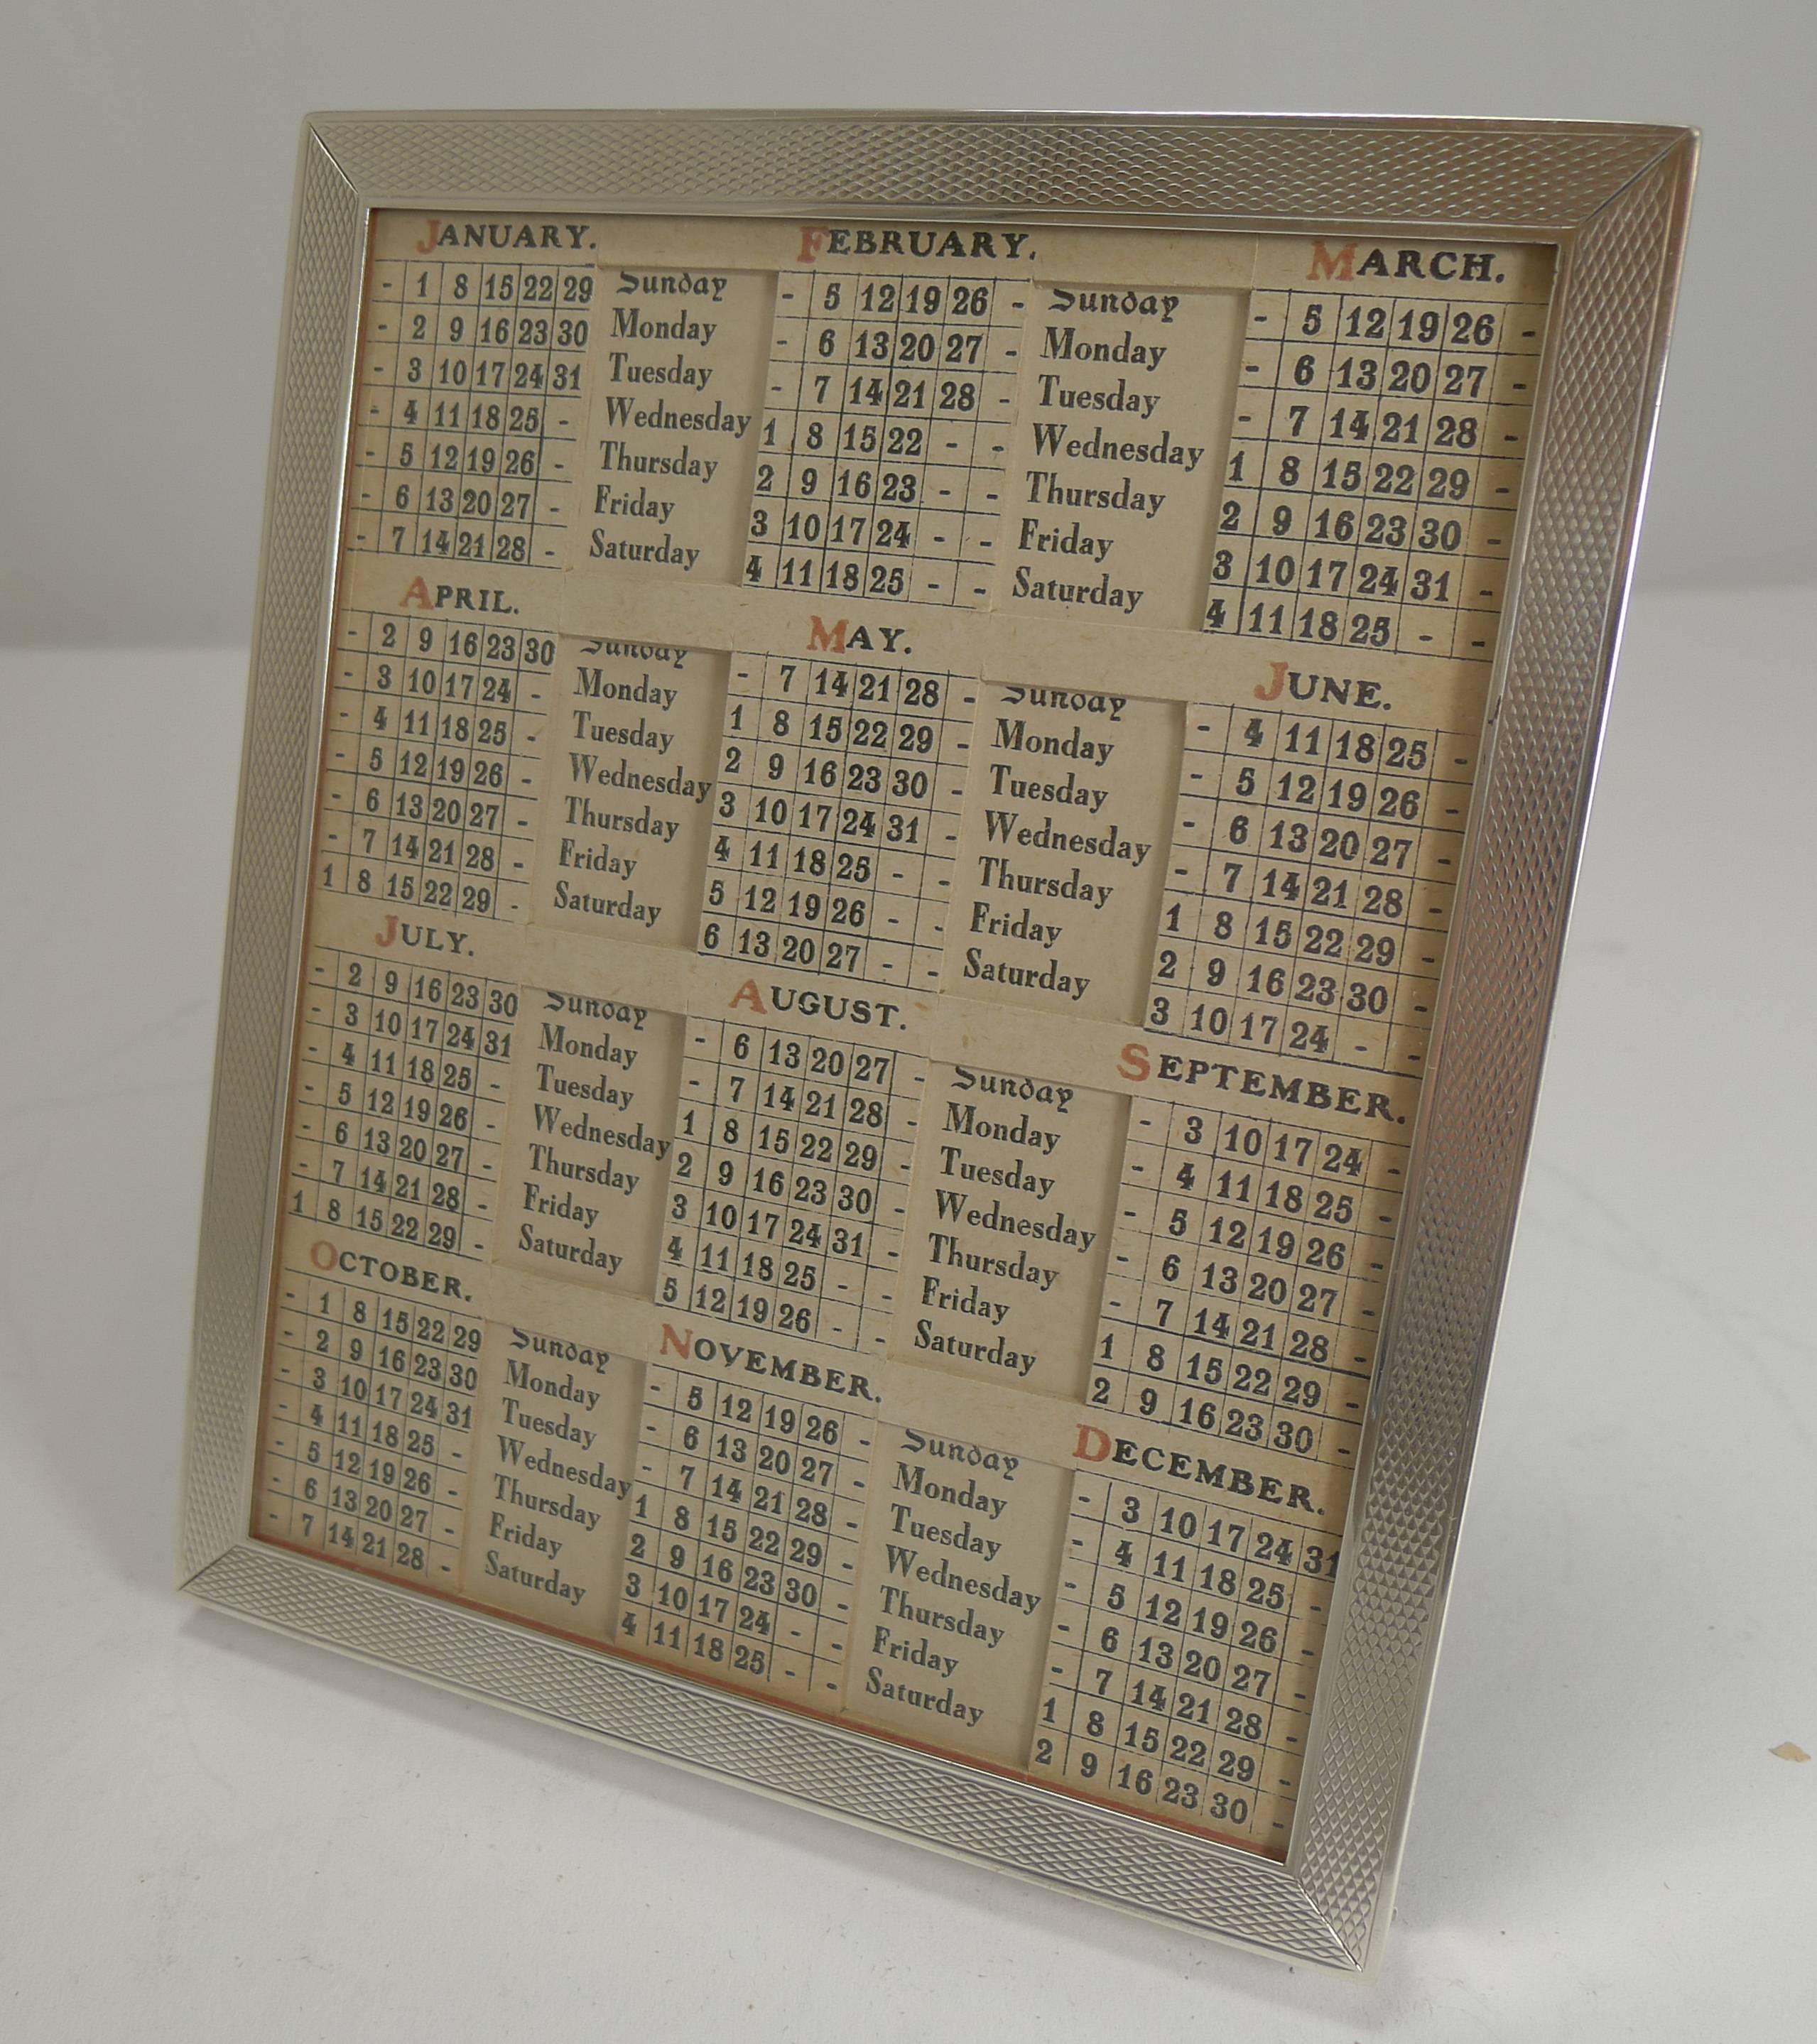 JANUARY. FEBRUARY. MARCH.
- 1 8 15 22 29 Sunday - 5 12 19 26 - Sunday - 5 12 19 26 -
- 2 9 16 23 30 Monday - 6 13 20 27 - Monday - 6 13 20 27 -
- 3 10 17 24 31 Tuesday - 7 14 21 28 - Tuesday - 7 14 21 28 -
- 4 11 18 25 - Wednesday 1 8 15 22 - - Wednesday 1 8 15 22 29 -
- 5 12 19 26 - Thursday 2 9 16 23 - - Thursday 2 9 16 23 30 -
- 6 13 20 27 - Friday 3 10 17 24 - - Friday 3 10 17 24 31 -
- 7 14 21 28 - Saturday 4 11 18 25 - - Saturday 4 11 18 25 - -
APRIL. MAY. JUNE.
- 2 9 16 23 30 Sunday - 7 14 21 28 - Sunday - 4 11 18 25 -
- 3 10 17 24 - Monday 1 8 15 22 29 - Monday - 5 12 19 26 -
- 4 11 18 25 - Tuesday 2 9 16 23 30 - Tuesday - 6 13 20 27 -
- 5 12 19 26 - Wednesday 3 10 17 24 31 - Wednesday - 7 14 21 28 -
- 6 13 20 27 - Thursday 4 11 18 25 - - Thursday 1 8 15 22 29 -
- 7 14 21 28 - Friday 5 12 19 26 - - Friday 2 9 16 23 30 -
1 8 15 22 29 - Saturday 6 13 20 27 - - Saturday 3 10 17 24 - -
JULY. AUGUST. SEPTEMBER.
- 2 9 16 23 30 Sunday - 6 13 20 27 - Sunday - 3 10 17 24 -
- 3 10 17 24 31 Monday - 7 14 21 28 - Monday - 4 11 18 25 -
- 4 11 18 25 - Tuesday 1 8 15 22 29 - Tuesday - 5 12 19 26 -
- 5 12 19 26 - Wednesday 2 9 16 23 30 - Wednesday - 6 13 20 27 -
- 6 13 20 27 - Thursday 3 10 17 24 31 - Thursday - 7 14 21 28 -
- 7 14 21 28 - Friday 4 11 18 25 - - Friday 1 8 15 22 29 -
1 8 15 22 29 - Saturday 5 12 19 26 - - Saturday 2 9 16 23 30 -
OCTOBER. NOVEMBER. DECEMBER.
- 1 8 15 22 29 Sunday - 5 12 19 26 - Sunday - 3 10 17 24 31
- 2 9 16 23 30 Monday - 6 13 20 27 - Monday - 4 11 18 25 -
- 3 10 17 24 31 Tuesday - 7 14 21 28 - Tuesday - 5 12 19 26 -
- 4 11 18 25 - Wednesday 1 8 15 22 29 - Wednesday - 6 13 20 27 -
- 5 12 19 26 - Thursday 2 9 16 23 30 - Thursday - 7 14 21 28 -
- 6 13 20 27 - Friday 3 10 17 24 - - Friday 1 8 15 22 29 -
- 7 14 21 28 - Saturday 4 11 18 25 - - Saturday 2 9 16 23 30 -